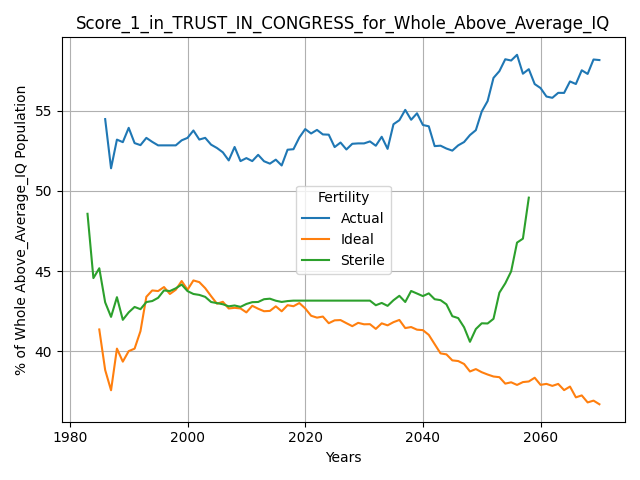 Score_1_in_TRUST_IN_CONGRESS_for_Whole_Above_Average_IQ
% of Whole Above_Average_IQ Population
55
50
45
40
Fertility
Actual
Ideal
Sterile
1980 2000 2020 2040 2060
Years